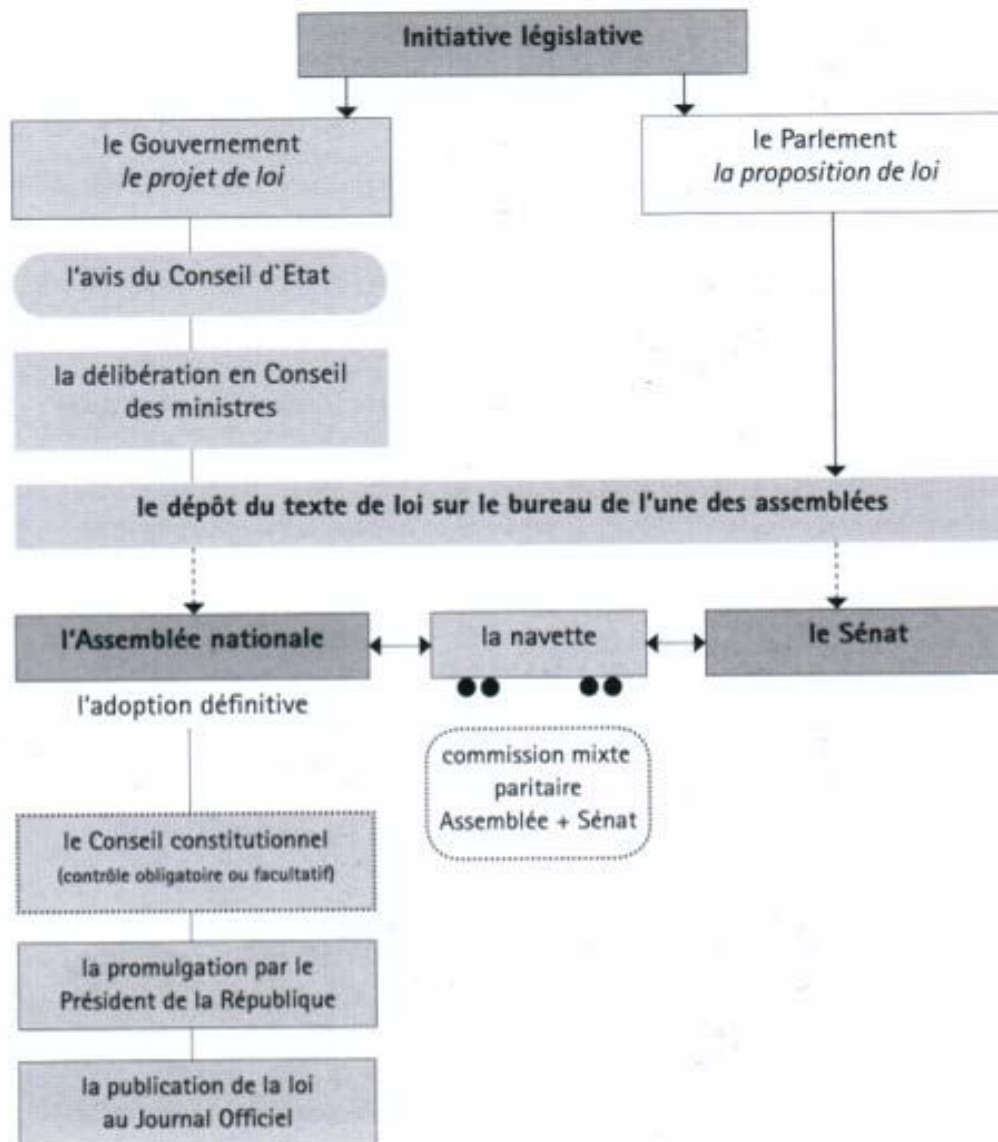 Initiative législative
le Gouvernement
le projet de loi
le Parlement
la proposition de loi
l'avis du Conseil d`Etat
la délibération en Conseil
des ministres
le dépôt du texte de loi sur le bureau de l'une des assemblées
l'Assemblée nationale
la navette
le Sénat
l'adoption définitive
commission mixte
paritaire
Assemblée + Sénat
le Conseil constitutionnel
(contrôle obligatoire ou facultatif)
la promulgation par le
Président de la République
la publication de la loi
au Journal Officiel